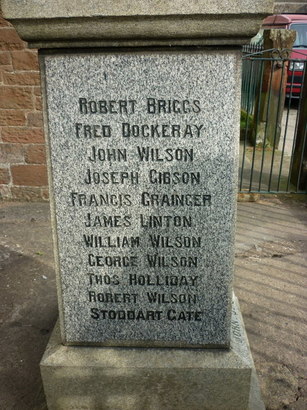 ROBERT BRIGGS
FRED DOCKERAY
JOHN WILSON
JOSEPH GIBSON
FRANCIS GRAINGER
JAMES LINTON
WILLIAM WILSON
GEORGE WILSON
THOS HOLLIDAY
ROBERT WILSON
STODDART GATE